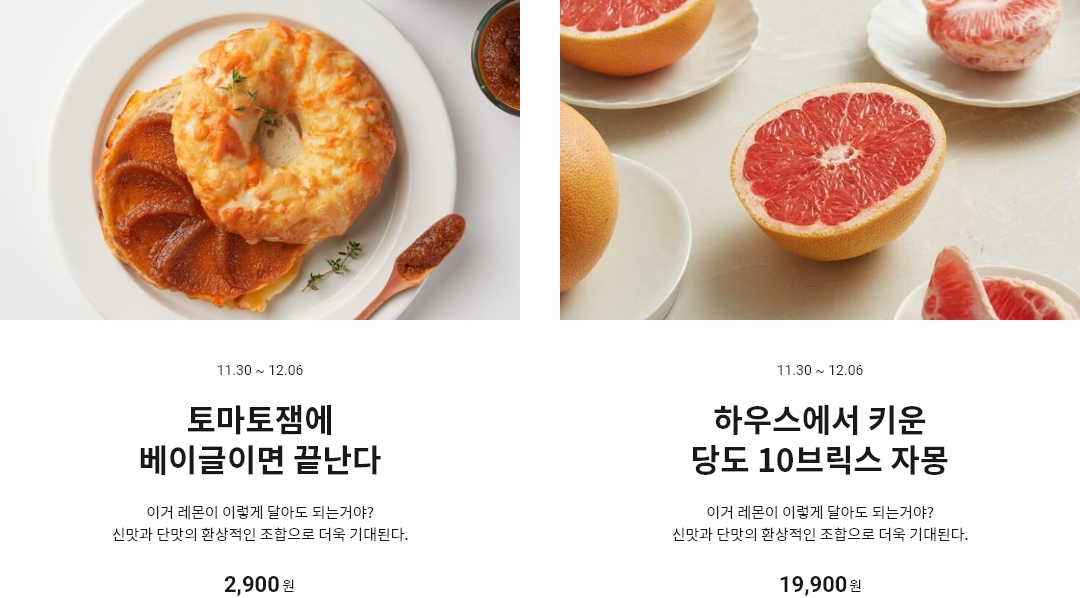 11.30 ~ 12.06
토마토잼에
베이글이면 끝난다
이거 레몬이 이렇게 달아도 되는거야?
신맛과 단맛의 환상적인 조합으로 더욱 기대된다.
2,900원
11.30 ~ 12.06
하우스에서 키운
당도 10브릭스 자몽
이거 레몬이 이렇게 달아도 되는거야?
신맛과 단맛의 환상적인 조합으로 더욱 기대된다.
19,900원